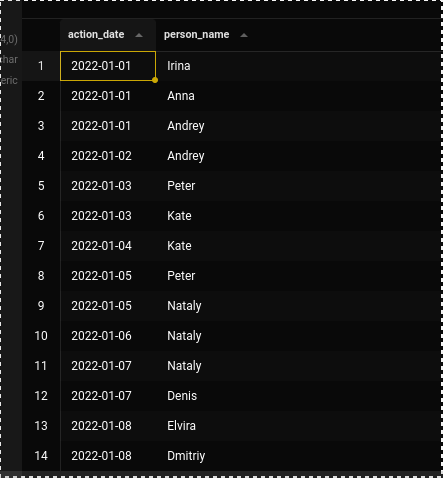 action_date person_name
4,0)
1 2022-01-01 Irina
har
eric
2 2022-01-01 Anna
3 2022-01-01 Andrey
4 2022-01-02 Andrey
5 2022-01-03 Peter
6 2022-01-03 Kate
7 2022-01-04 Kate
8 2022-01-05 Peter
9 2022-01-05 Nataly
10 2022-01-06 Nataly
11 2022-01-07 Nataly
12 2022-01-07 Denis
13 2022-01-08 Elvira
14 2022-01-08 Dmitriy